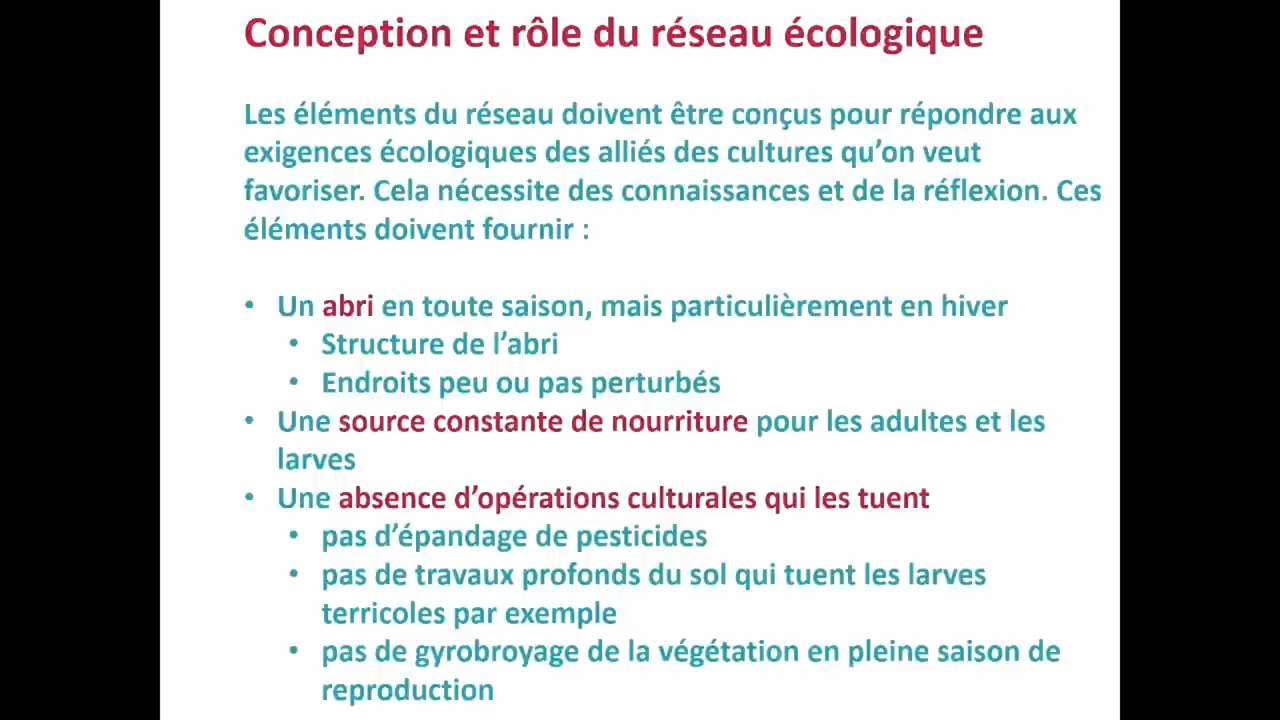 Conception et rôle du réseau écologique
Les éléments du réseau doivent être conçus pour répondre aux
exigences écologiques des alliés des cultures qu'on veut
favoriser. Cela nécessite des connaissances et de la réflexion. Ces
éléments doivent fournir :
• Un abri en toute saison, mais particulièrement en hiver
• Structure de l'abri
• Endroits peu ou pas perturbés
• Une source constante de nourriture pour les adultes et les
larves
• Une absence d'opérations culturales qui les tuent
• pas d'épandage de pesticides
• pas de travaux profonds du sol qui tuent les larves
terricoles par exemple
• pas de gyrobroyage de la végétation en pleine saison de
reproduction